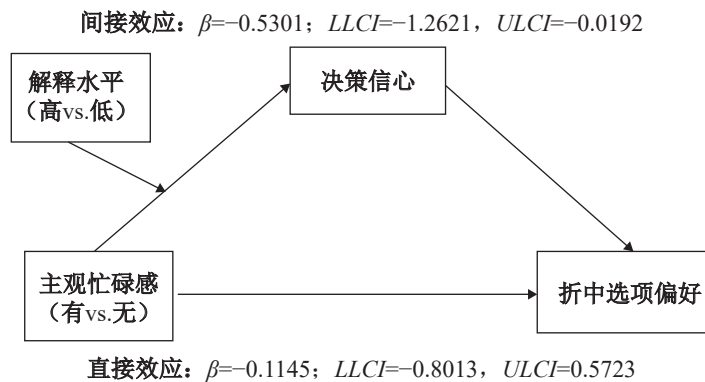 间接效应：β=−0.5301；LLCI=−1.2621，ULCI=−0.0192
解释水平
（高vs.低）
决策信心
主观忙碌感
（有vs.无）
折中选项偏好
直接效应：β=−0.1145；LLCI=−0.8013，ULCI=0.5723